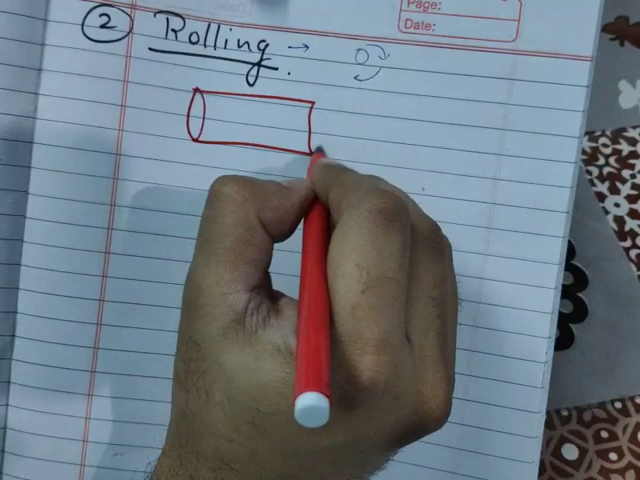 Page:
Date:
② Rolling →